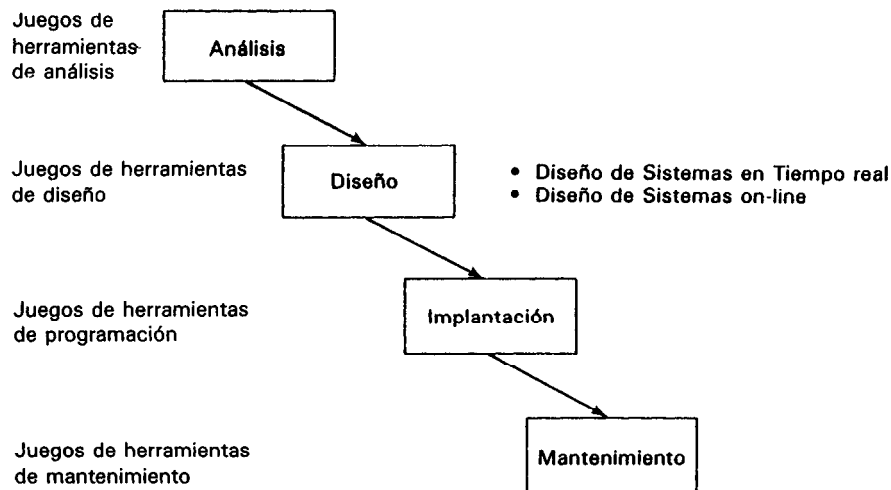 Juegos de
herramientas
de análisis
Análisis
Juegos de herramientas
de diseño
Diseño
• Diseño de Sistemas en Tiempo real
• Diseño de Sistemas on-line
Juegos de herramientas
de programación
Implantación
Juegos de herramientas
de mantenimiento
Mantenimiento